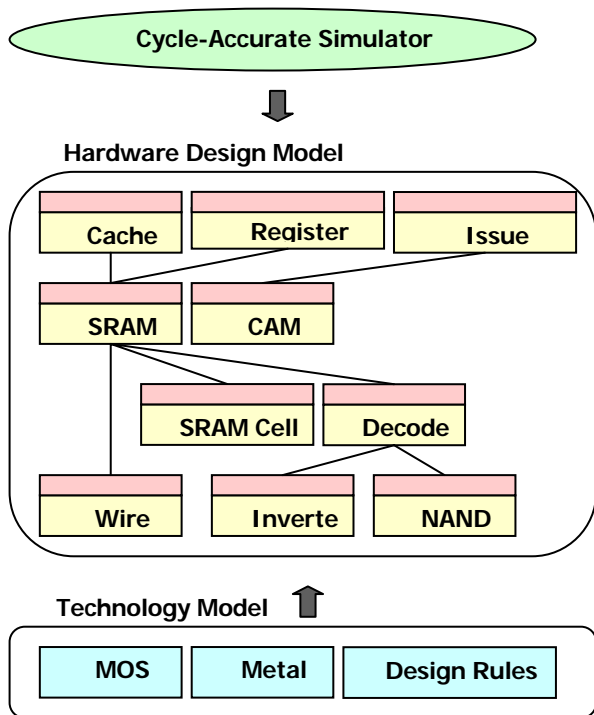 Cycle-Accurate Simulator
Hardware Design Model
Cache
Register
Issue
SRAM
CAM
SRAM Cell
Decode
Wire
Inverte
NAND
Technology Model
MOS
Metal
Design Rules